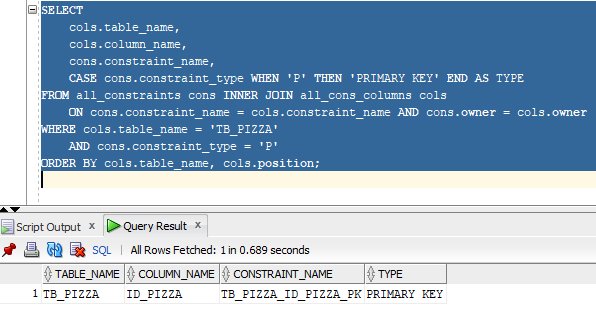 SELECT
cols.table_name,
cols.column_name,
cons.constraint_name,
CASE cons.constraint_type WHEN 'P' THEN 'PRIMARY KEY' END AS TYPE
FROM all_constraints cons INNER JOIN all_cons_columns cols
ON cons.constraint_name = cols.constraint_name AND cons.owner = cols.owner
WHERE cols.table_name = 'TB_PIZZA'
AND cons.constraint_type = 'P'
ORDER BY cols.table_name, cols.position;
Script Output x Query Result x
SQL | All Rows Fetched: 1 in 0.689 seconds
TABLE_NAME COLUMN_NAME CONSTRAINT_NAME TYPE
1 TB_PIZZA ID_PIZZA TB_PIZZA_ID_PIZZA_PK PRIMARY KEY